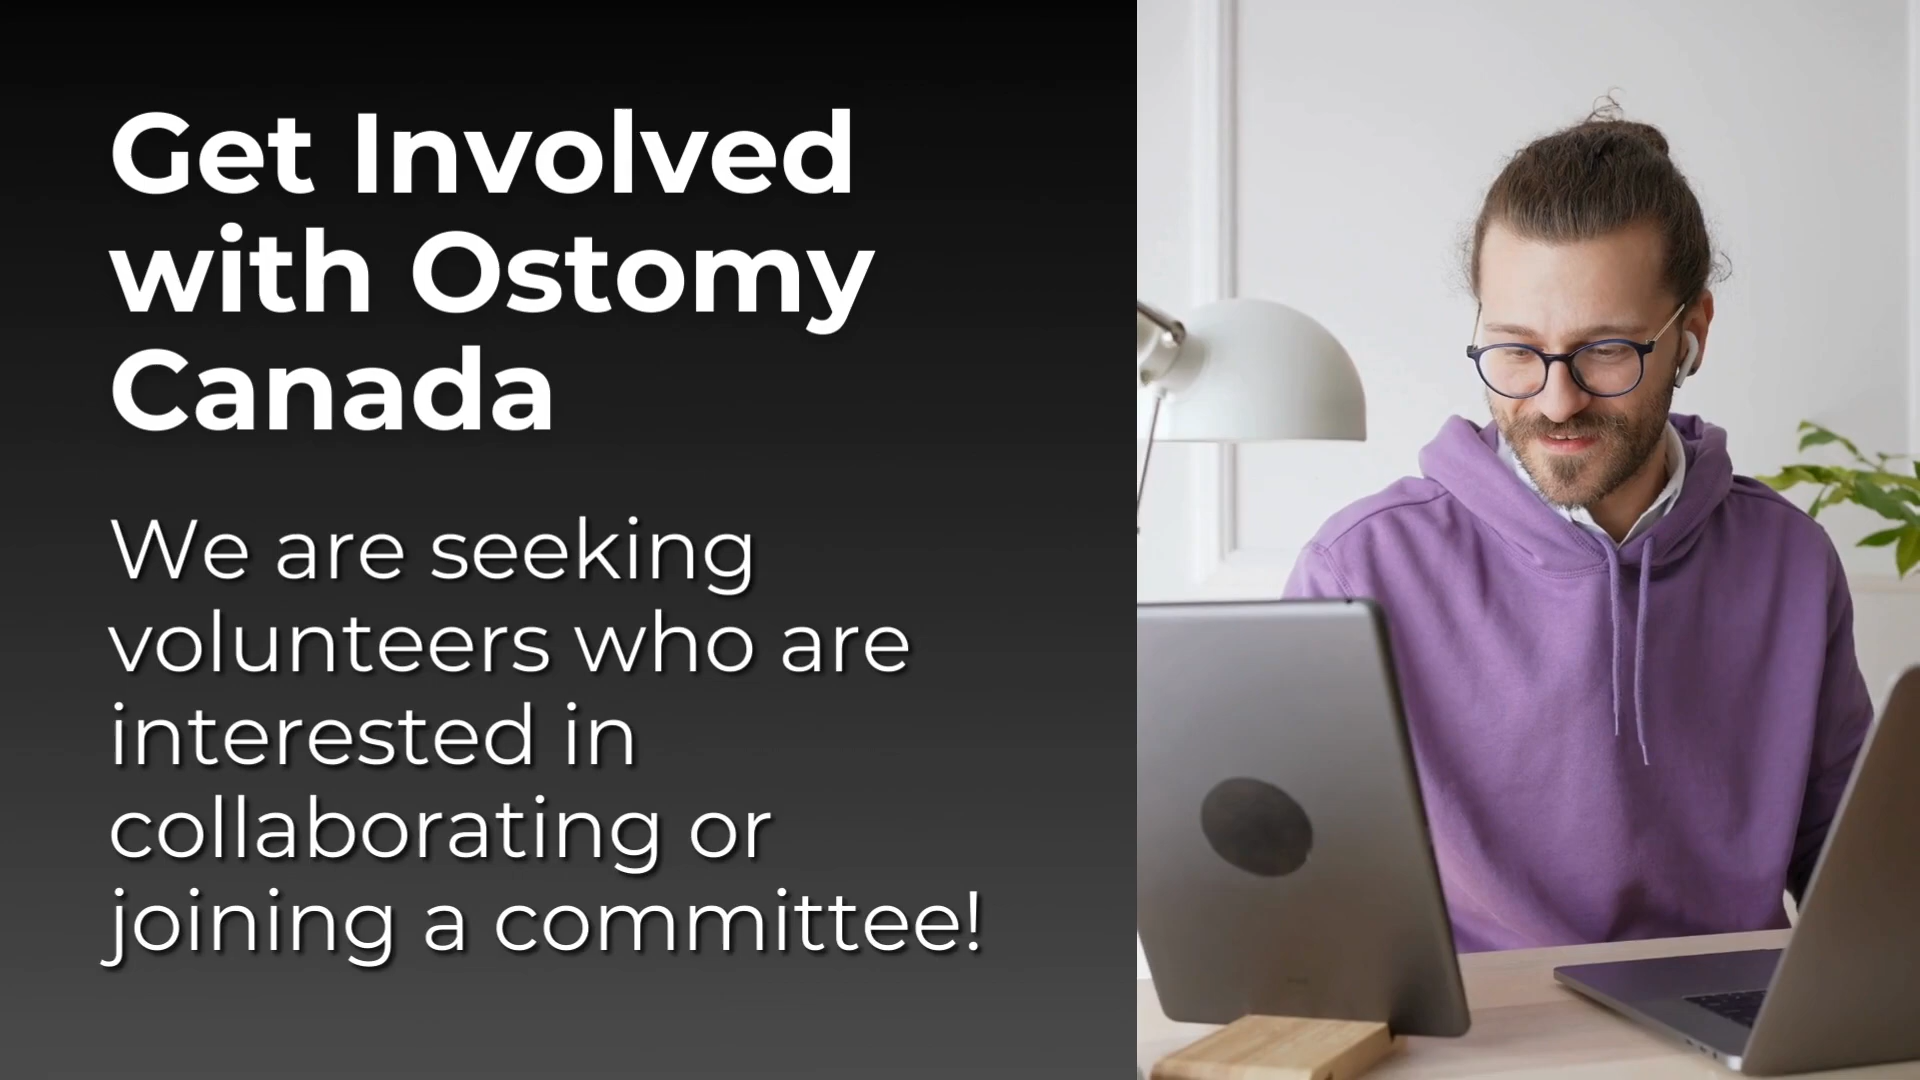 Get Involved
with Ostomy
Canada
We are seeking
volunteers who are
interested in
collaborating or
joining a committee!